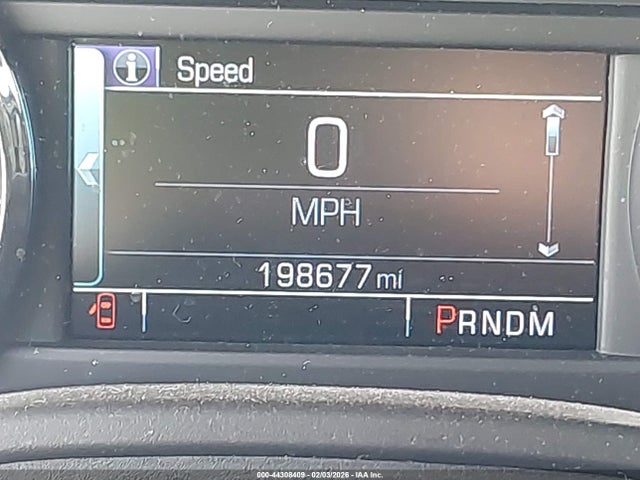 i Speed
0
MPH
198677 mi
PRNDM
000-44308409 - 02/03/2026 - IAA Inc.